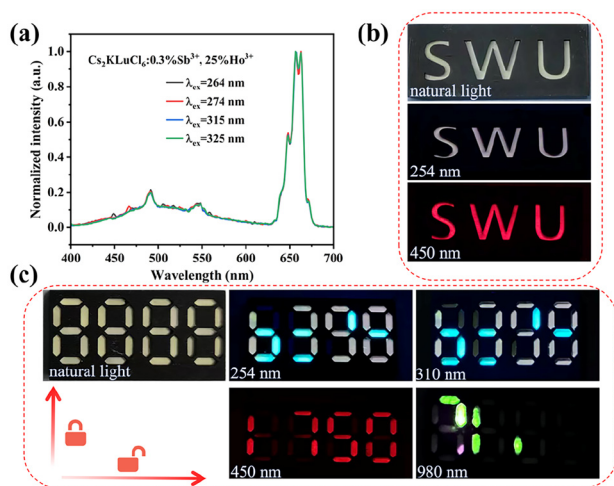 (a)
Cs₂KLuCl₆:0.3%Sb³⁺, 25%Ho³⁺
λex=264 nm
λex=274 nm
λex=315 nm
λex=325 nm
Normalized intensity (a.u.)
1.0
0.8
0.6
0.4
0.2
0.0
400 450 500 550 600 650 700
Wavelength (nm)
(b)
SWU
natural light
SWU
254 nm
SWU
450 nm
(c)
8888
natural light
254 nm
310 nm
450 nm
980 nm